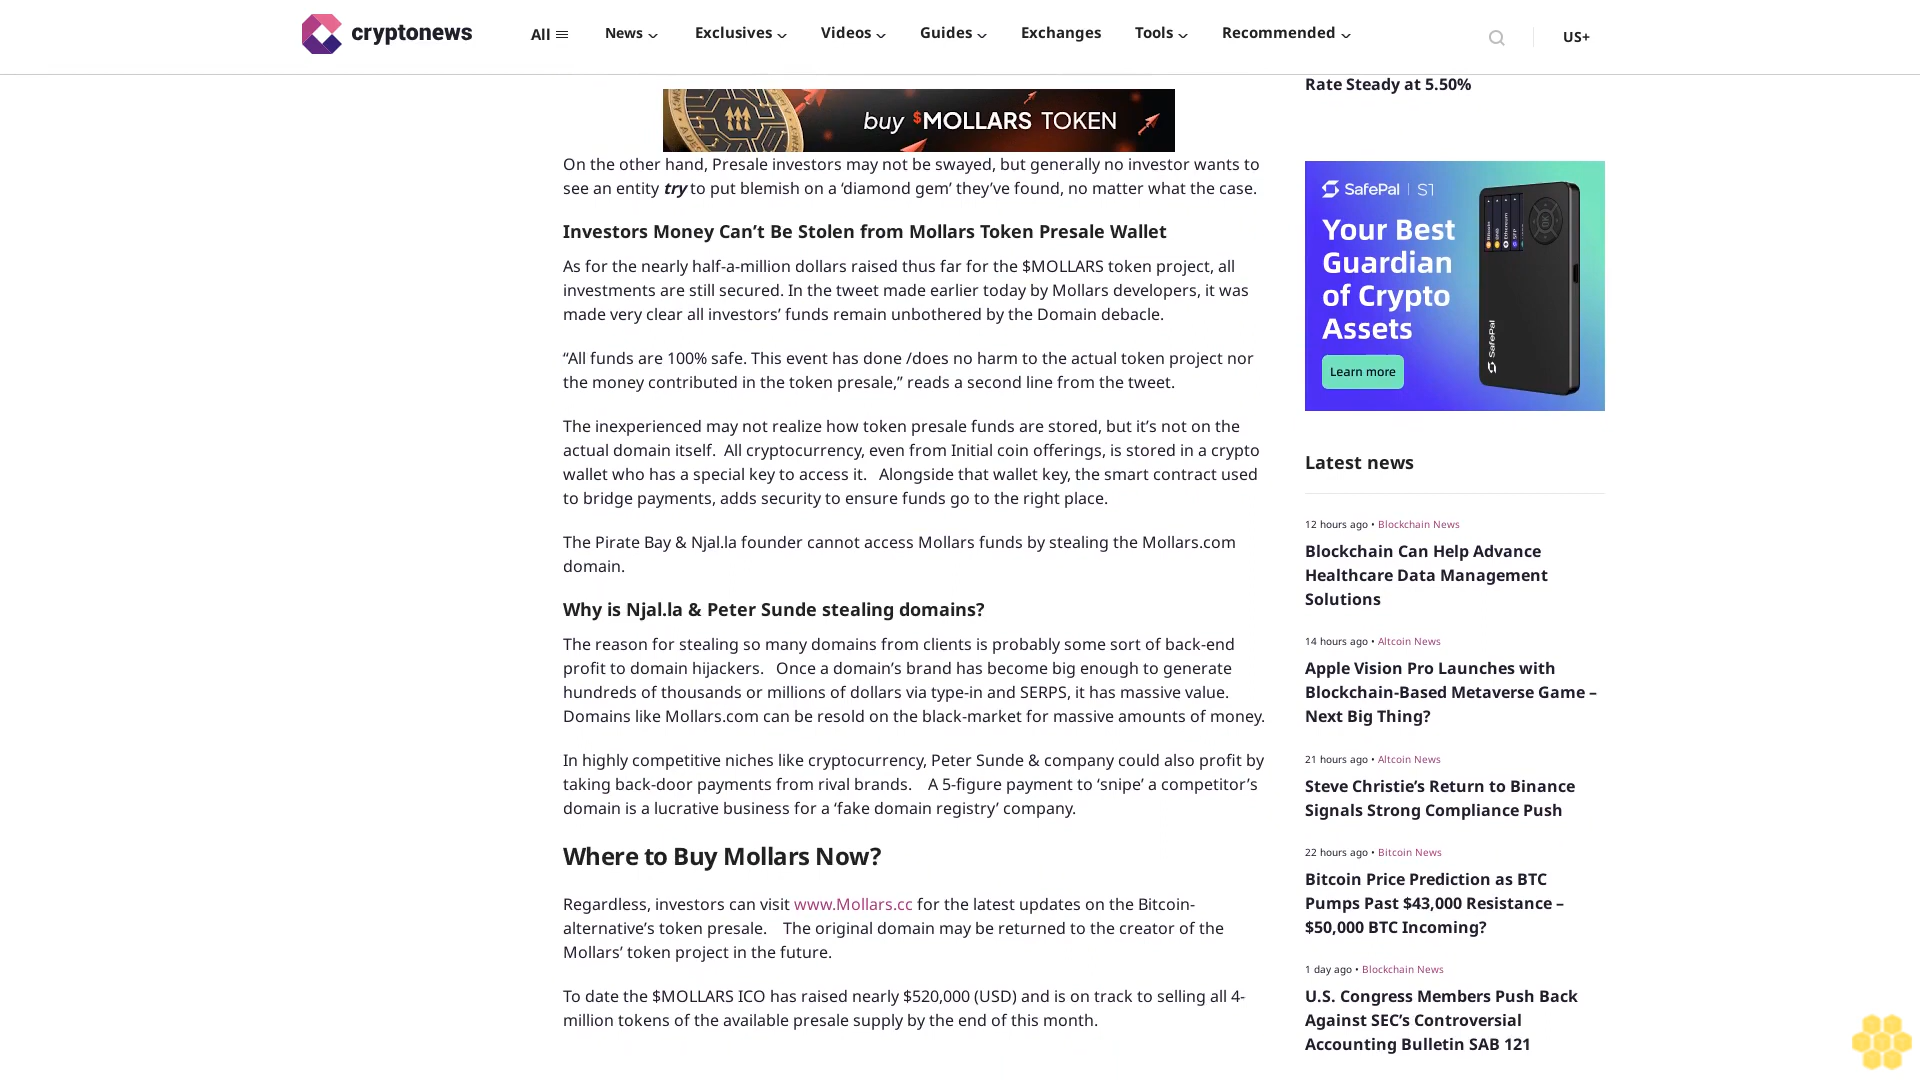 cryptonews
All
News
Exclusives
Videos
Guides
Exchanges
Tools
Recommended
US+
buy $MOLLARS TOKEN
On the other hand, Presale investors may not be swayed, but generally no investor wants to
see an entity try to put blemish on a ‘diamond gem’ they’ve found, no matter what the case.
Investors Money Can’t Be Stolen from Mollars Token Presale Wallet
As for the nearly half-a-million dollars raised thus far for the $MOLLARS token project, all
investments are still secured. In the tweet made earlier today by Mollars developers, it was
made very clear all investors’ funds remain unbothered by the Domain debacle.
“All funds are 100% safe. This event has done /does no harm to the actual token project nor
the money contributed in the token presale,” reads a second line from the tweet.
The inexperienced may not realize how token presale funds are stored, but it’s not on the
actual domain itself.  All cryptocurrency, even from Initial coin offerings, is stored in a crypto
wallet who has a special key to access it.   Alongside that wallet key, the smart contract used
to bridge payments, adds security to ensure funds go to the right place.
The Pirate Bay & Njal.la founder cannot access Mollars funds by stealing the Mollars.com
domain.
Why is Njal.la & Peter Sunde stealing domains?
The reason for stealing so many domains from clients is probably some sort of back-end
profit to domain hijackers.   Once a domain’s brand has become big enough to generate
hundreds of thousands or millions of dollars via type-in and SERPS, it has massive value.
Domains like Mollars.com can be resold on the black-market for massive amounts of money.
In highly competitive niches like cryptocurrency, Peter Sunde & company could also profit by
taking back-door payments from rival brands.    A 5-figure payment to ‘snipe’ a competitor’s
domain is a lucrative business for a ‘fake domain registry’ company.
Where to Buy Mollars Now?
Regardless, investors can visit www.Mollars.cc for the latest updates on the Bitcoin-
alternative’s token presale.    The original domain may be returned to the creator of the
Mollars’ token project in the future.
To date the $MOLLARS ICO has raised nearly $520,000 (USD) and is on track to selling all 4-
million tokens of the available presale supply by the end of this month.
Rate Steady at 5.50%
SafePal | S1
Your Best
Guardian
of Crypto
Assets
Learn more
SafePal
Latest news
12 hours ago • Blockchain News
Blockchain Can Help Advance
Healthcare Data Management
Solutions
14 hours ago • Altcoin News
Apple Vision Pro Launches with
Blockchain-Based Metaverse Game –
Next Big Thing?
21 hours ago • Altcoin News
Steve Christie’s Return to Binance
Signals Strong Compliance Push
22 hours ago • Bitcoin News
Bitcoin Price Prediction as BTC
Pumps Past $43,000 Resistance –
$50,000 BTC Incoming?
1 day ago • Blockchain News
U.S. Congress Members Push Back
Against SEC’s Controversial
Accounting Bulletin SAB 121